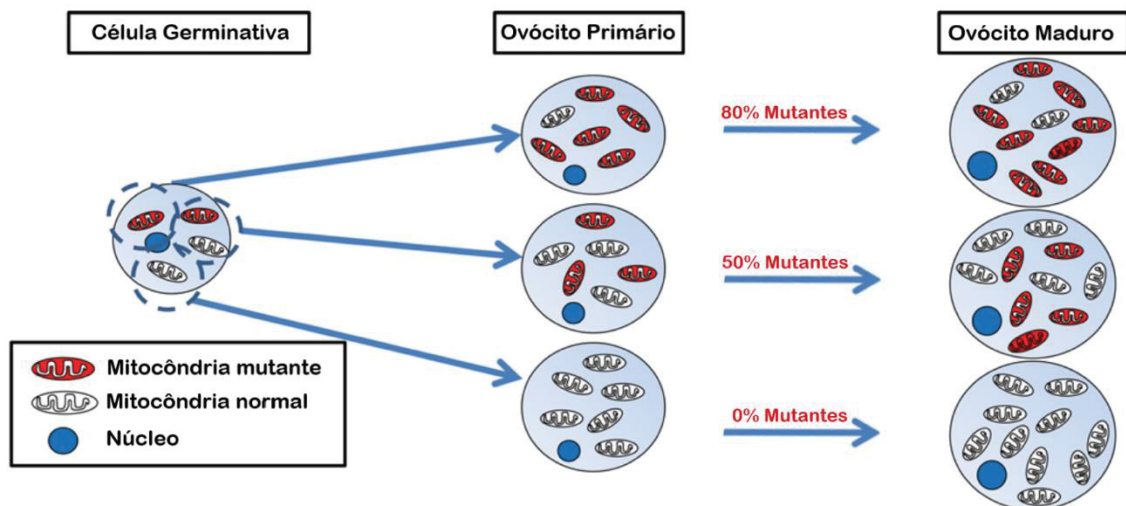 Célula Germinativa
Ovócito Primário
Ovócito Maduro
80% Mutantes
50% Mutantes
0% Mutantes
Mitocôndria mutante
Mitocôndria normal
Núcleo